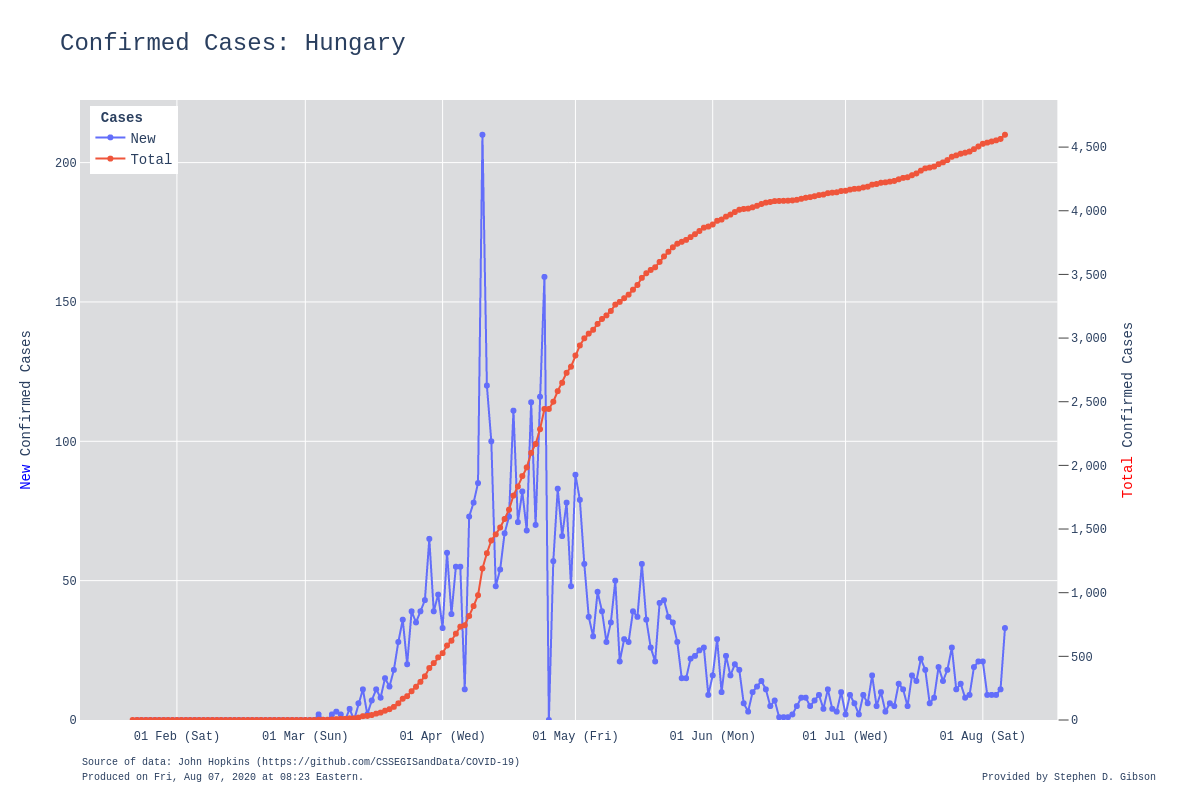 Confirmed Cases: Hungary
Cases
New
Total
200
150
100
50
0
4,500
4,000
3,500
3,000
2,500
2,000
1,500
1,000
500
0
New Confirmed Cases
Total Confirmed Cases
01 Feb (Sat) 01 Mar (Sun) 01 Apr (Wed) 01 May (Fri) 01 Jun (Mon) 01 Jul (Wed) 01 Aug (Sat)
Source of data: John Hopkins (https://github.com/CSSEGISandData/COVID-19)
Produced on Fri, Aug 07, 2020 at 08:23 Eastern.
Provided by Stephen D. Gibson